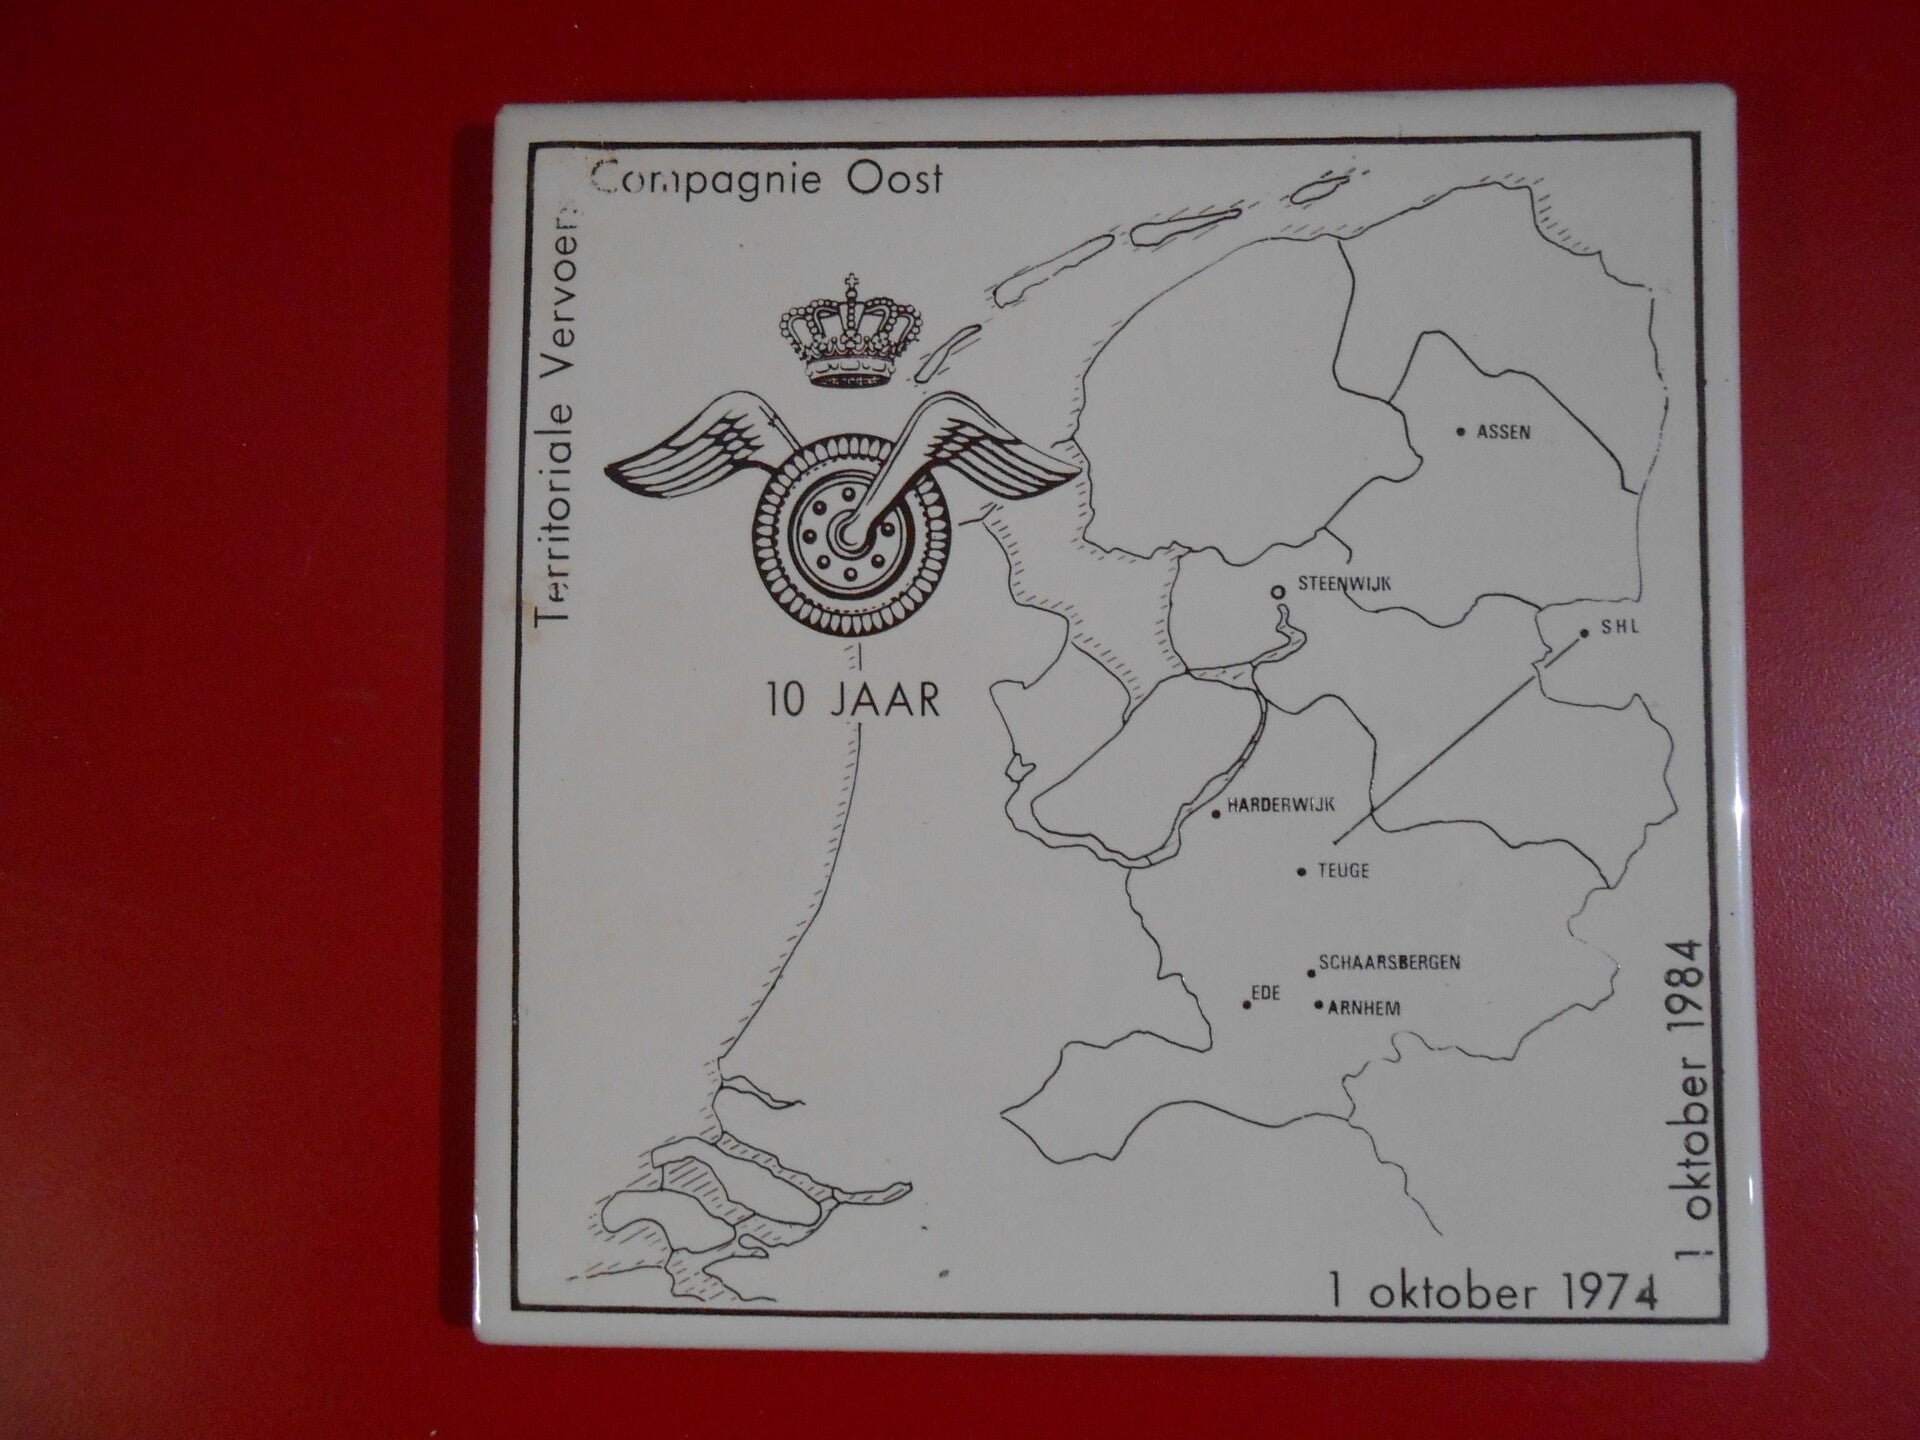 Territoriale Vervoers
Compagnie Oost
10 JAAR
ASSEN
STEENWIJK
SHL
HARDERWIJK
TEUGE
SCHAARSBERGEN
EDE
ARNHEM
1 oktober 1974
1 oktober 1984